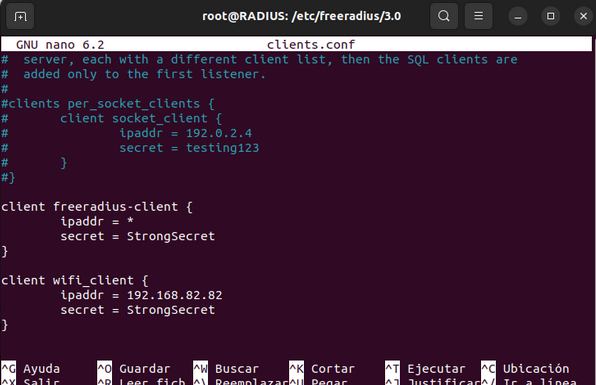 root@RADIUS: /etc/freeradius/3.0
GNU nano 6.2 clients.conf
#  server, each with a different client list, then the SQL clients are
#  added only to the first listener.
#
#clients per_socket_clients {
#       client socket_client {
#               ipaddr = 192.0.2.4
#               secret = testing123
#       }
#}
client freeradius-client {
        ipaddr = *
        secret = StrongSecret
}
client wifi_client {
        ipaddr = 192.168.82.82
        secret = StrongSecret
}
^G Ayuda ^O Guardar ^W Buscar ^K Cortar ^T Ejecutar ^C Ubicación
^X Salir ^R Leer fich. ^\ Reemplazar ^U Pegar ^J Justificar ^/ Ir a línea